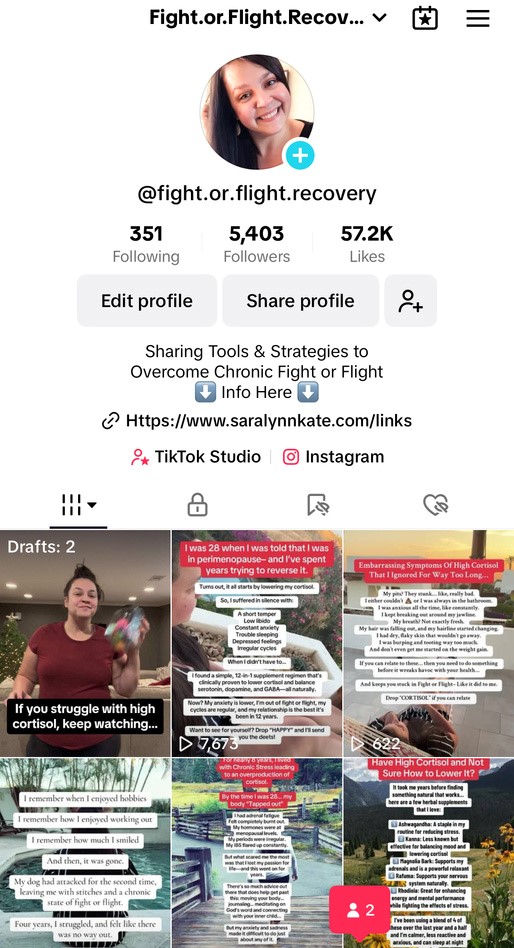 Fight.or.Flight.Recov...
@fight.or.flight.recovery
351
Following
5,403
Followers
57.2K
Likes
Edit profile
Share profile
Sharing Tools & Strategies to
Overcome Chronic Fight or Flight
⬇️ Info Here ⬇️
Https://www.saralynnkate.com/links
TikTok Studio
Instagram
Drafts: 2
If you struggle with high
cortisol, keep watching...
I was 28 when I was told that I was
in perimenopause– and I've spent
years trying to reverse it.
Turns out, it all starts by lowering my cortisol.
So, I suffered in silence with:
A short temper
Low libido
Constant anxiety
Trouble sleeping
Depressed feelings
Irregular cycles
When I didn't have to...
I found a simple, 12-in-1 supplement regimen that's
clinically proven to lower cortisol and balance
serotonin, dopamine, and GABA—all naturally.
Now? My anxiety is lower, I'm out of fight or flight, my
cycles are regular, and my relationship is the best it's
been in 12 years.
Want to see for yourself? Drop "HAPPY" and I'll send
you the deets!
7,673
Embarrassing Symptoms Of High Cortisol
That I Ignored For Way Too Long...
My pits? They stank... like, really bad.
I either couldn't 💩 or I was always in the bathroom.
I was anxious all the time, like constantly.
I kept breaking out around my jawline.
My breath? Not exactly fresh.
My hair was falling out, and my hairline started changing.
I had dry, flaky skin that wouldn't go away.
I was burping and tooting way too much.
And don't even get me started on the weight gain.
If you can relate to these... then you need to do something
before it wreaks havoc with your health...
And keeps you stuck in Fight or Flight– Like it did to me.
Drop "CORTISOL" if you can relate
622
I remember when I enjoyed hobbies
I remember how I enjoyed working out
I remember how much I smiled
And then, it was gone.
My dog had attacked for the second time,
leaving me with stitches and a chronic
state of fight or flight.
Four years, I struggled, and felt like there
was no way out.
For nearly 8 years, I lived
with Chronic Stress leading
to an overproduction of
cortisol.
By the time I was 28... my
body "Tapped out"
I had adrenal fatigue.
Felt completely burnt out.
My hormones were at
menopausal levels.
My periods were irregular.
My IBS flared up constantly.
But what scared me the most
was that I lost my passion for
life—and this went on for
years.
There's so much advice out
there that does help get past
this moving your body...
journaling... meditating on
God's word and connecting
with your inner child...
But my anxiety and sadness
made it difficult to do just
about any of it.
Have High Cortisol and Not
Sure How to Lower It?
It took me years before finding
something natural that works...
here are a few herbal supplements
that I love:
1️⃣ Ashwagandha: A staple in my
routine for reducing stress.
2️⃣ Kanna: Less known but
effective for balancing mood and
lowering cortisol
3️⃣ Magnolia Bark: Supports my
adrenals and is a powerful relaxant
4️⃣ Rafuma: Supports your nervous
system naturally.
5️⃣ Rhodiola: Great for enhancing
energy and mental performance
while fighting the effects of stress.
I've been using a blend of 4 of
these over the last year and a half
and I'm calmer, less reactive and
anxious, and can sleep at night
2